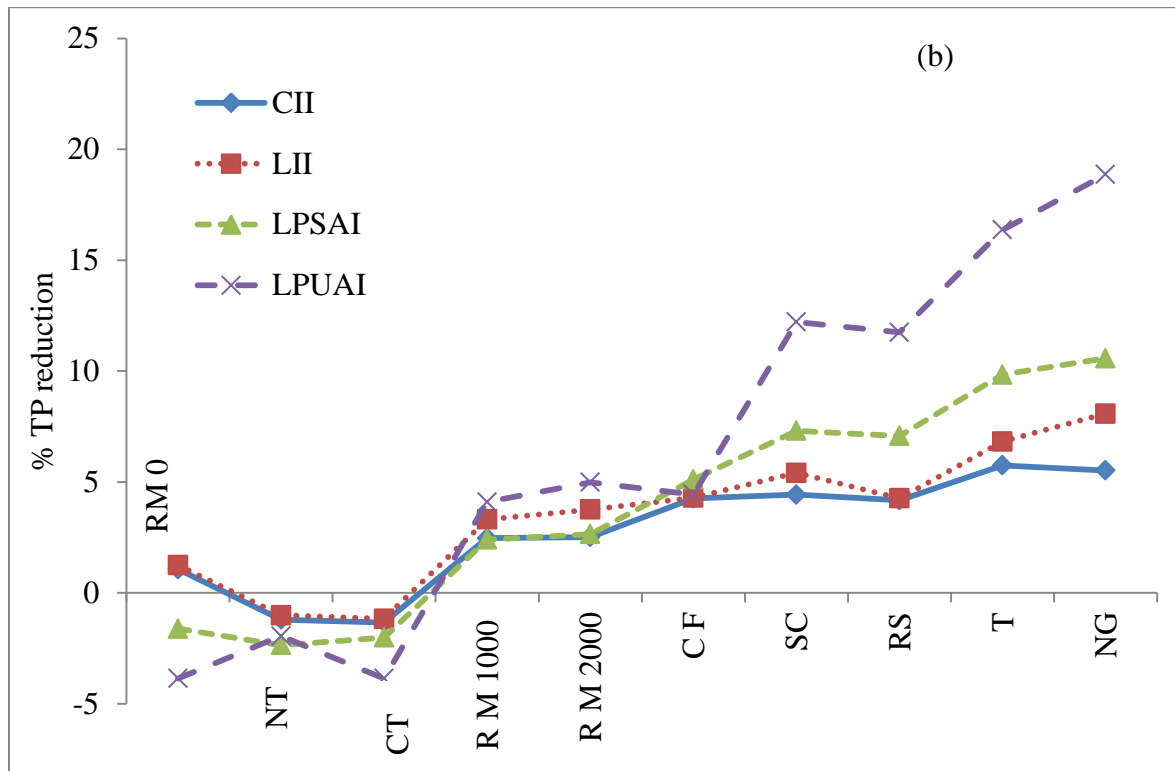 25
(b)
CII
20
LII
LPSAI
15
LPUAI
% TP reduction
10
5
RM 0
0
NT
CT
R M 1000
R M 2000
C F
SC
RS
T
NG
-5